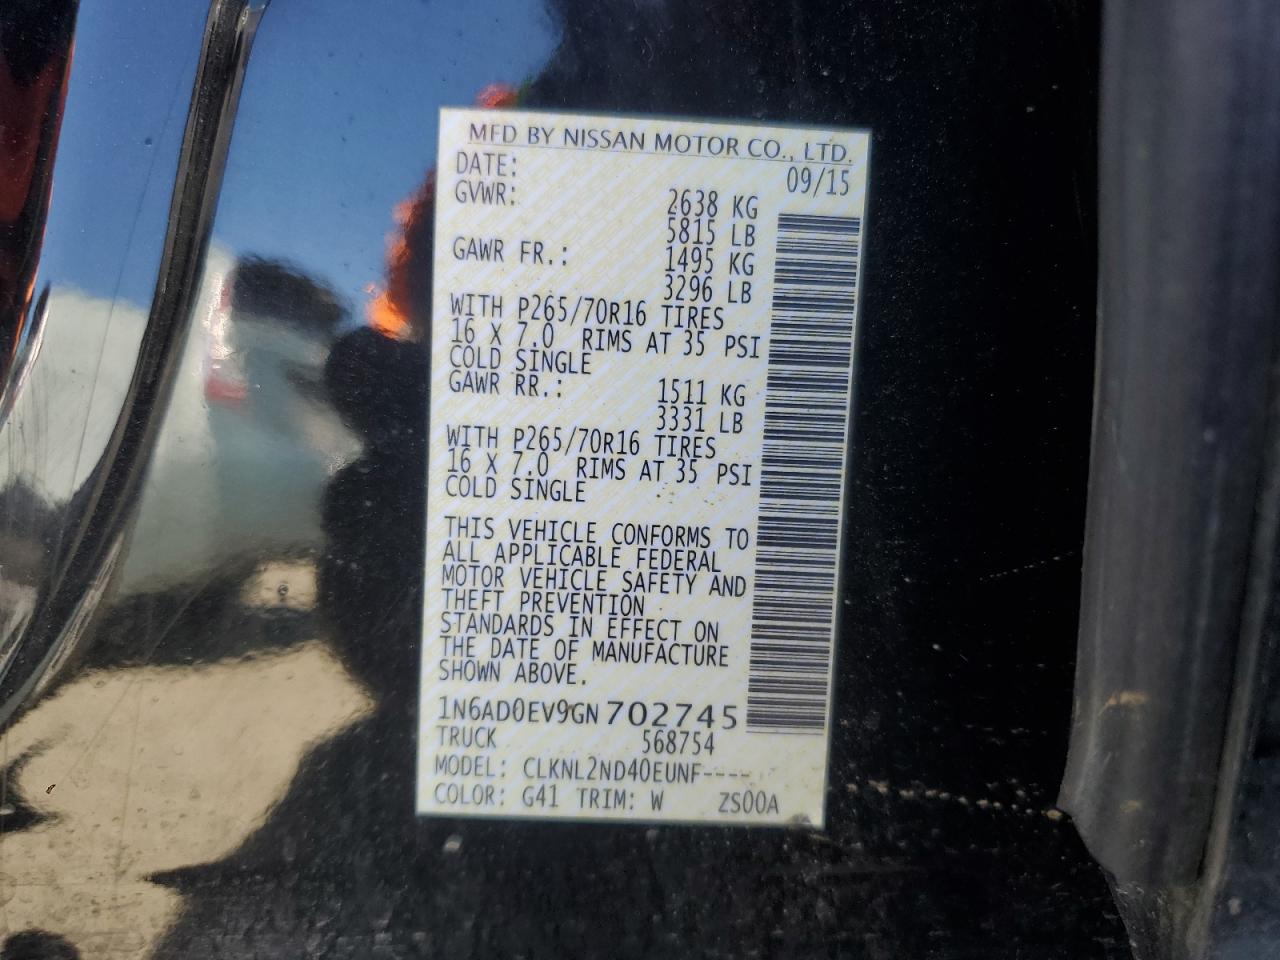 MFD BY NISSAN MOTOR CO., LTD.
DATE: 09/15
GVWR: 2638 KG
5815 LB
GAWR FR.: 1495 KG
3296 LB
WITH P265/70R16 TIRES
16 X 7.0 RIMS AT 35 PSI
COLD SINGLE
GAWR RR.: 1511 KG
3331 LB
WITH P265/70R16 TIRES
16 X 7.0 RIMS AT 35 PSI
COLD SINGLE
THIS VEHICLE CONFORMS TO
ALL APPLICABLE FEDERAL
MOTOR VEHICLE SAFETY AND
THEFT PREVENTION
STANDARDS IN EFFECT ON
THE DATE OF MANUFACTURE
SHOWN ABOVE.
1N6AD0EV9GN702745
TRUCK 568754
MODEL: CLKNL2ND40EUNF----
COLOR: G41 TRIM: W ZS00A